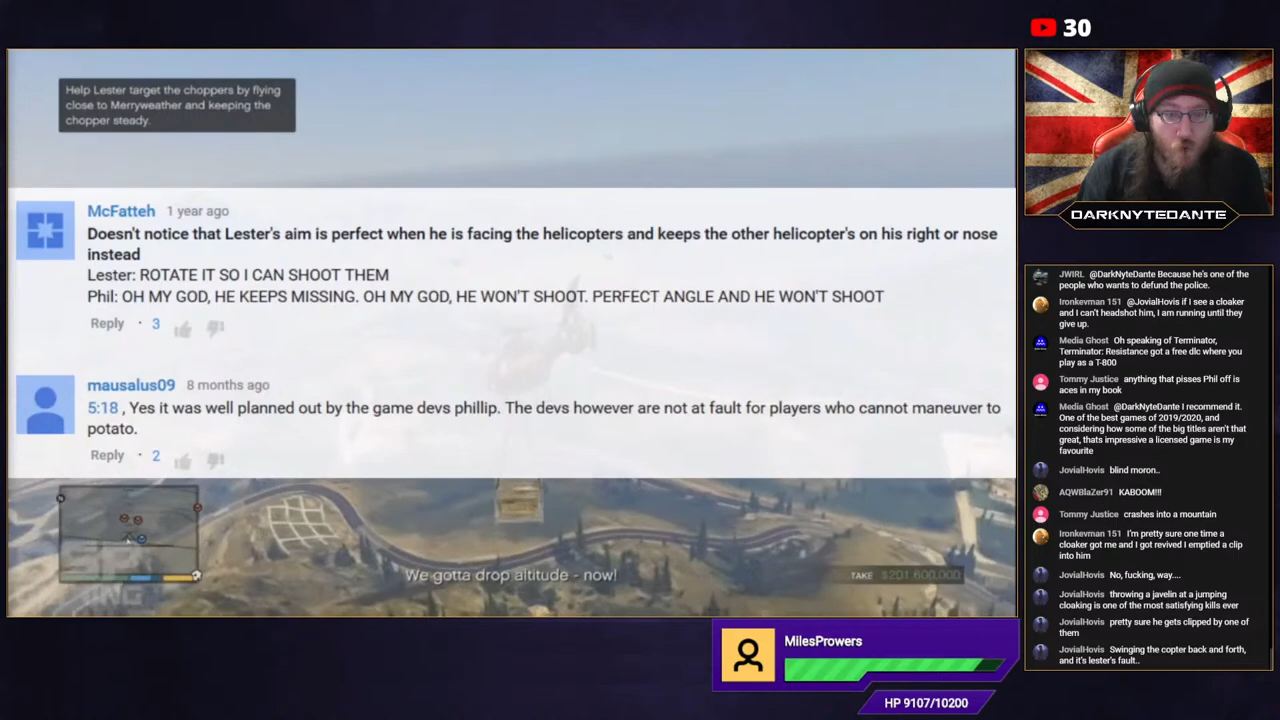 30
Help Lester target the choppers by flying
close to Merryweather and keeping the
chopper steady.
McFatteh 1 year ago
Doesn't notice that Lester's aim is perfect when he is facing the helicopters and keeps the other helicopter's on his right or nose
instead
Lester: ROTATE IT SO I CAN SHOOT THEM
Phil: OH MY GOD, HE KEEPS MISSING. OH MY GOD, HE WON'T SHOOT. PERFECT ANGLE AND HE WON'T SHOOT
Reply · 3
mausalus09 8 months ago
5:18 , Yes it was well planned out by the game devs phillip. The devs however are not at fault for players who cannot maneuver to
potato.
Reply · 2
We gotta drop altitude - now!
TAKE $201,600,000
DARKNYTEDANTE
JWIRL @DarkNyteDante Because he's one of the
people who wants to defund the police.
Ironkevman 151 @JovialHovis if I see a cloaker
and I can't headshot him, I am running until they
give up.
Media Ghost Oh speaking of Terminator,
Terminator: Resistance got a free dlc where you
play as a T-800
Tommy Justice anything that pisses Phil off is
aces in my book
Media Ghost @DarkNyteDante I recommend it.
One of the best games of 2019/2020, and
considering how some of the big titles aren't that
great, thats impressive a licensed game is my
favourite
JovialHovis blind moron..
AQWBlaZer91 KABOOM!!!
Tommy Justice crashes into a mountain
Ironkevman 151 I'm pretty sure one time a
cloaker got me and I got revived I emptied a clip
into him
JovialHovis No, fucking, way....
JovialHovis throwing a javelin at a jumping
cloaking is one of the most satisfying kills ever
JovialHovis pretty sure he gets clipped by one of
them
JovialHovis Swinging the copter back and forth,
and it's lester's fault..
MilesProwers
HP 9107/10200